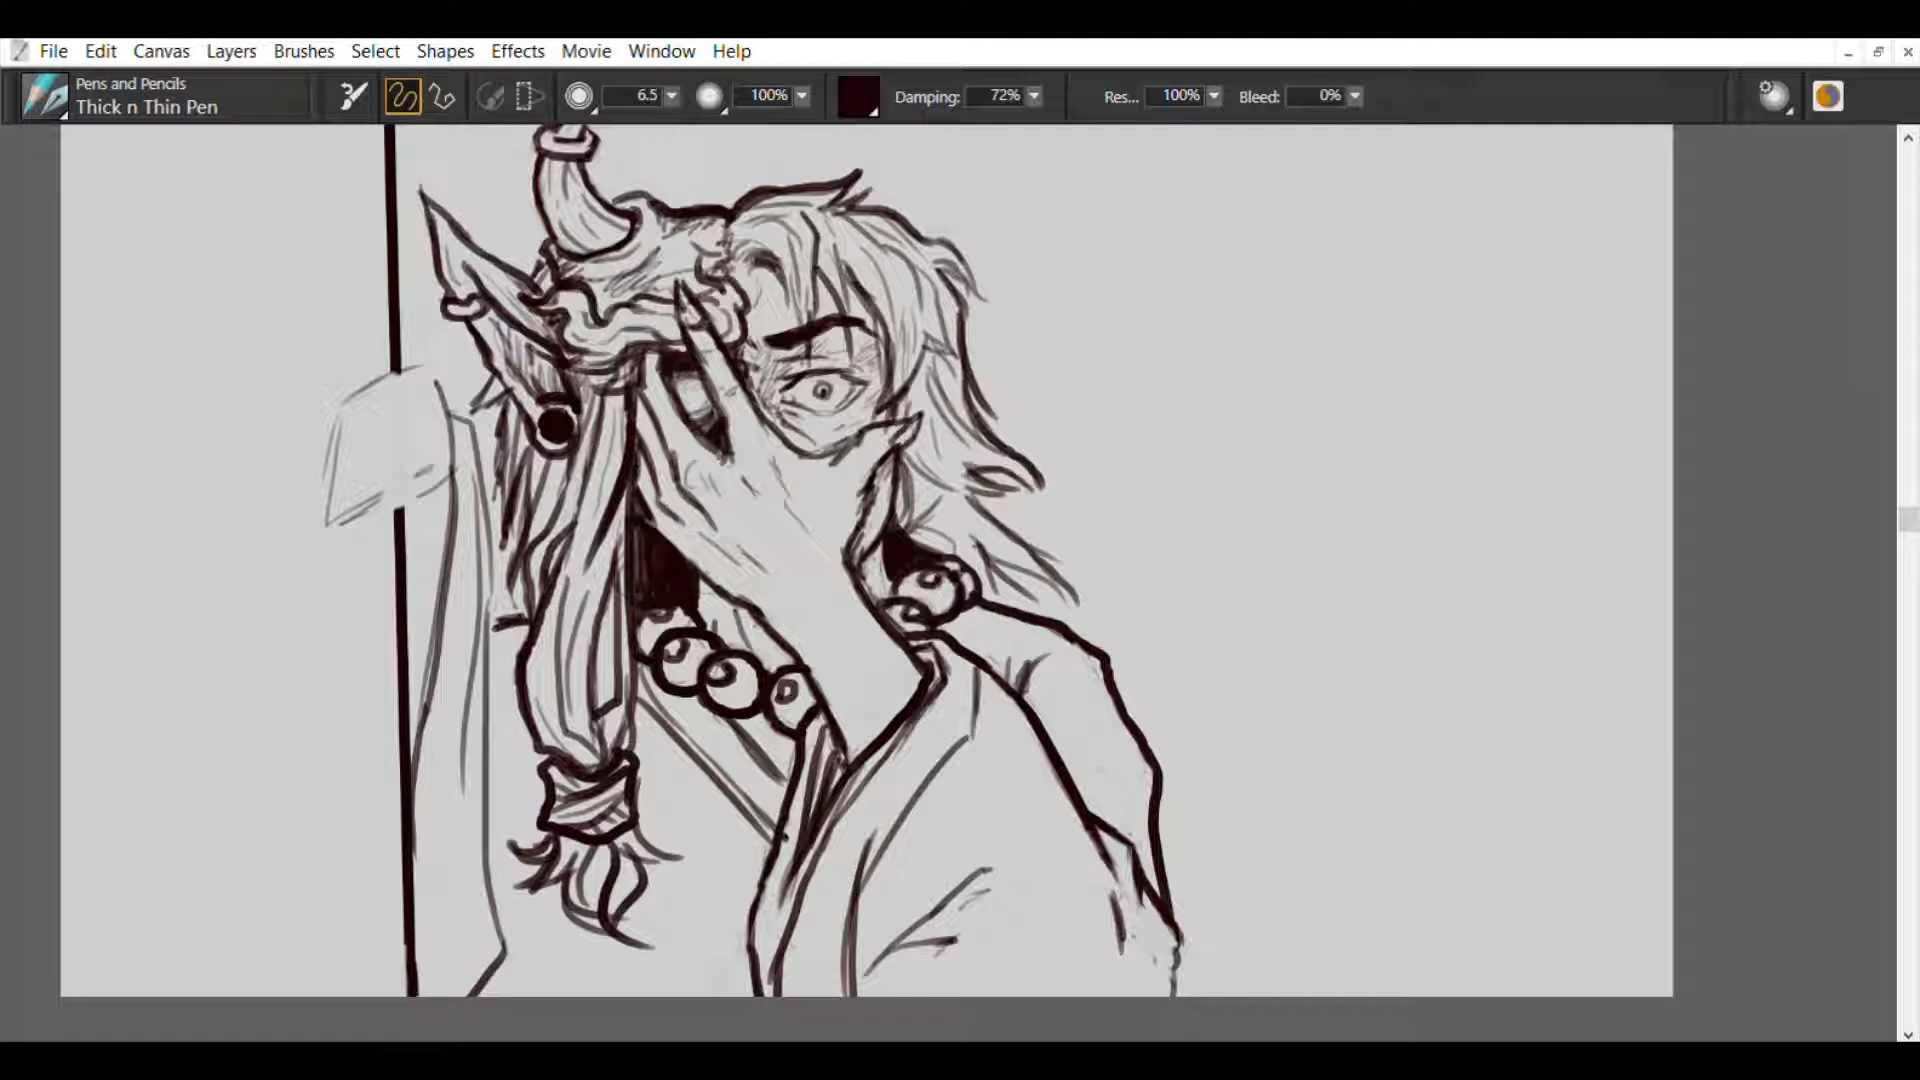 File Edit Canvas Layers Brushes Select Shapes Effects Movie Window Help
Pens and Pencils
Thick n Thin Pen
6.5 100% Damping: 72% Res... 100% Bleed: 0%